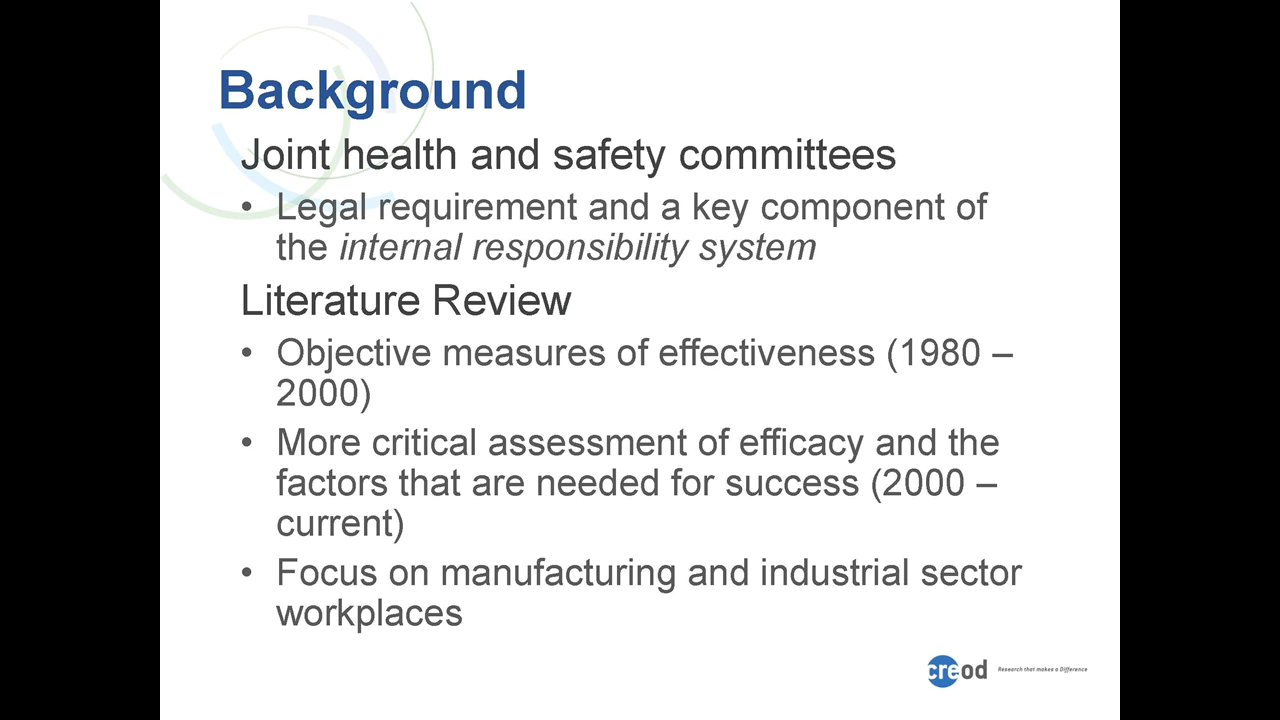 Background
Joint health and safety committees
• Legal requirement and a key component of
the internal responsibility system
Literature Review
• Objective measures of effectiveness (1980 –
2000)
• More critical assessment of efficacy and the
factors that are needed for success (2000 –
current)
• Focus on manufacturing and industrial sector
workplaces
creod Research that makes a Difference